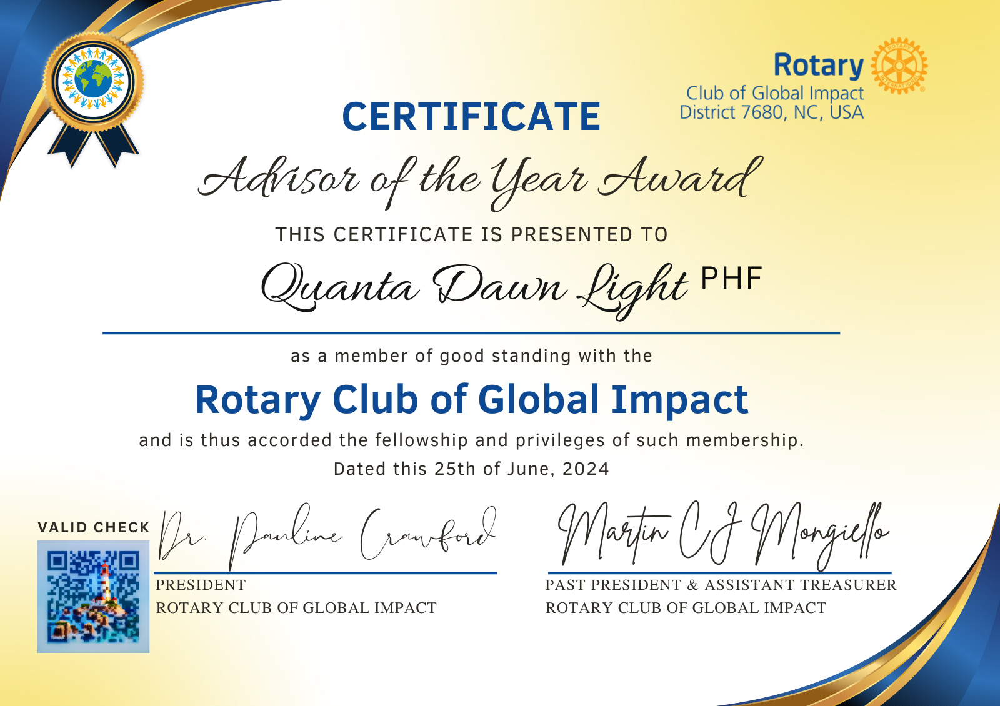 Rotary
Club of Global Impact
District 7680, NC, USA
ROTARY
INTERNATIONAL
CERTIFICATE
Advisor of the Year Award
THIS CERTIFICATE IS PRESENTED TO
Quanta Dawn Light PHF
as a member of good standing with the
Rotary Club of Global Impact
and is thus accorded the fellowship and privileges of such membership.
Dated this 25th of June, 2024
VALID CHECK
Dr. Pauline Crawford
PRESIDENT
ROTARY CLUB OF GLOBAL IMPACT
Martin CJ Mongiello
PAST PRESIDENT & ASSISTANT TREASURER
ROTARY CLUB OF GLOBAL IMPACT